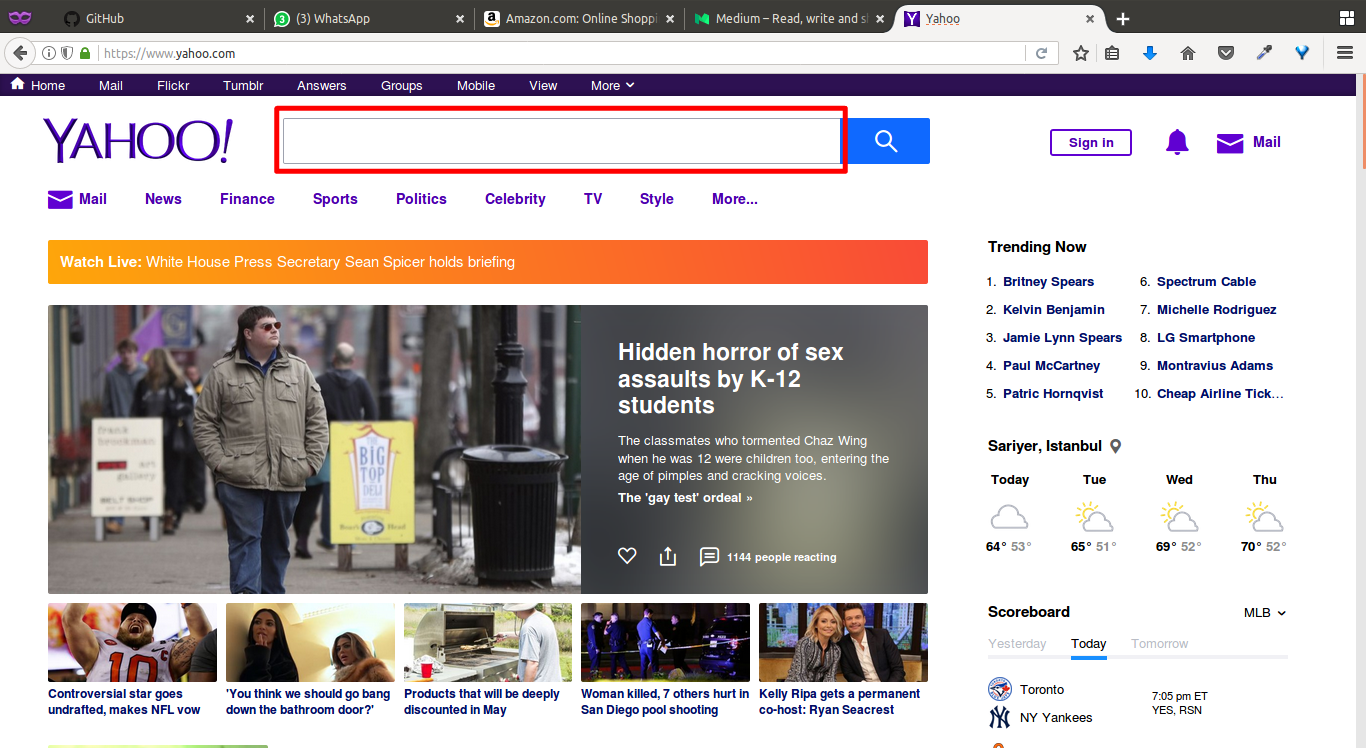 GitHub
(3) WhatsApp
Amazon.com: Online Shoppi
Medium – Read, write and sh
Yahoo
https://www.yahoo.com
Home Mail Flickr Tumblr Answers Groups Mobile View More
YAHOO!
Sign in
Mail
Mail News Finance Sports Politics Celebrity TV Style More...
Watch Live: White House Press Secretary Sean Spicer holds briefing
frank
brockman
art
gallery
BELT SHOP
BIG
TOP
DELI
Hidden horror of sex
assaults by K-12
students
The classmates who tormented Chaz Wing
when he was 12 were children too, entering the
age of pimples and cracking voices.
The 'gay test' ordeal »
1144 people reacting
10
Controversial star goes
undrafted, makes NFL vow
'You think we should go bang
down the bathroom door?'
Products that will be deeply
discounted in May
Woman killed, 7 others hurt in
San Diego pool shooting
Kelly Ripa gets a permanent
co-host: Ryan Seacrest
Trending Now
1. Britney Spears
2. Kelvin Benjamin
3. Jamie Lynn Spears
4. Paul McCartney
5. Patric Hornqvist
6. Spectrum Cable
7. Michelle Rodriguez
8. LG Smartphone
9. Montravius Adams
10. Cheap Airline Tick…
Sariyer, Istanbul
Today Tue Wed Thu
64° 53° 65° 51° 69° 52° 70° 52°
Scoreboard
MLB
Yesterday Today Tomorrow
Toronto
NY Yankees
7:05 pm ET
YES, RSN